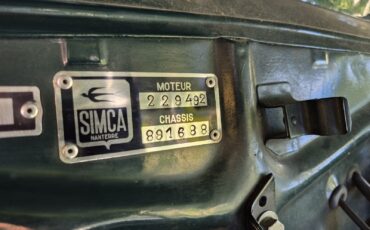 MOTEUR
229492
SIMCA
NANTERRE
CHASSIS
891688